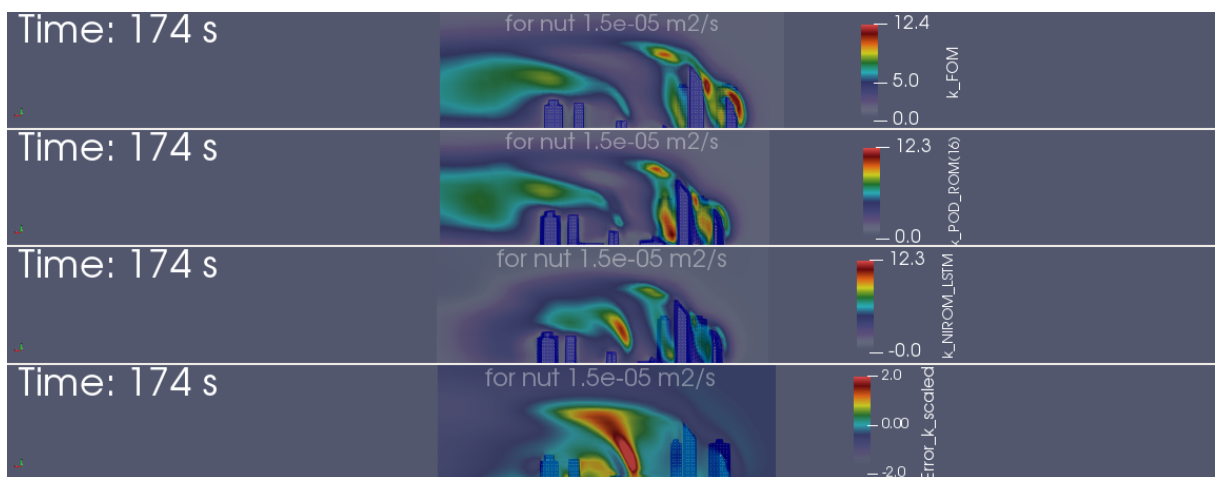 Time: 174 s
for nut 1.5e-05 m2/s
12.4
5.0
0.0
k_FOM
Time: 174 s
for nut 1.5e-05 m2/s
12.3
0.0
k_POD_ROM(16)
Time: 174 s
for nut 1.5e-05 m2/s
12.3
-0.0
k_NIROM_LSTM
Time: 174 s
for nut 1.5e-05 m2/s
2.0
0.00
-2.0
Error_k_scaled